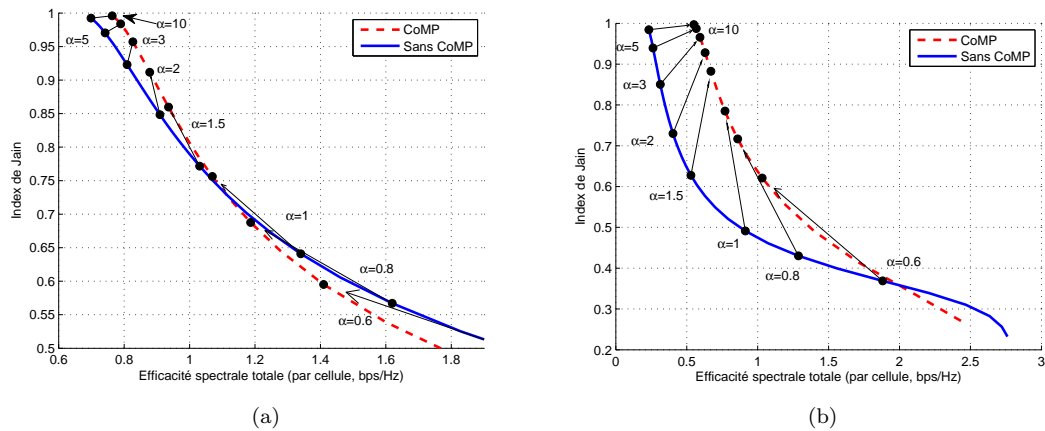 1
0.95
0.9
0.85
0.8
0.75
0.7
0.65
0.6
0.55
0.5
0.6
0.8
1
1.2
1.4
1.6
1.8
Index de Jain
Efficacité spectrale totale (par cellule, bps/Hz)
CoMP
Sans CoMP
α=10
α=5
α=3
α=2
α=1.5
α=1
α=0.8
α=0.6
(a)
1
0.9
0.8
0.7
0.6
0.5
0.4
0.3
0.2
0
0.5
1
1.5
2
2.5
3
Index de Jain
Efficacité spectrale totale (par cellule, bps/Hz)
CoMP
Sans CoMP
α=10
α=5
α=3
α=2
α=1.5
α=1
α=0.8
α=0.6
(b)